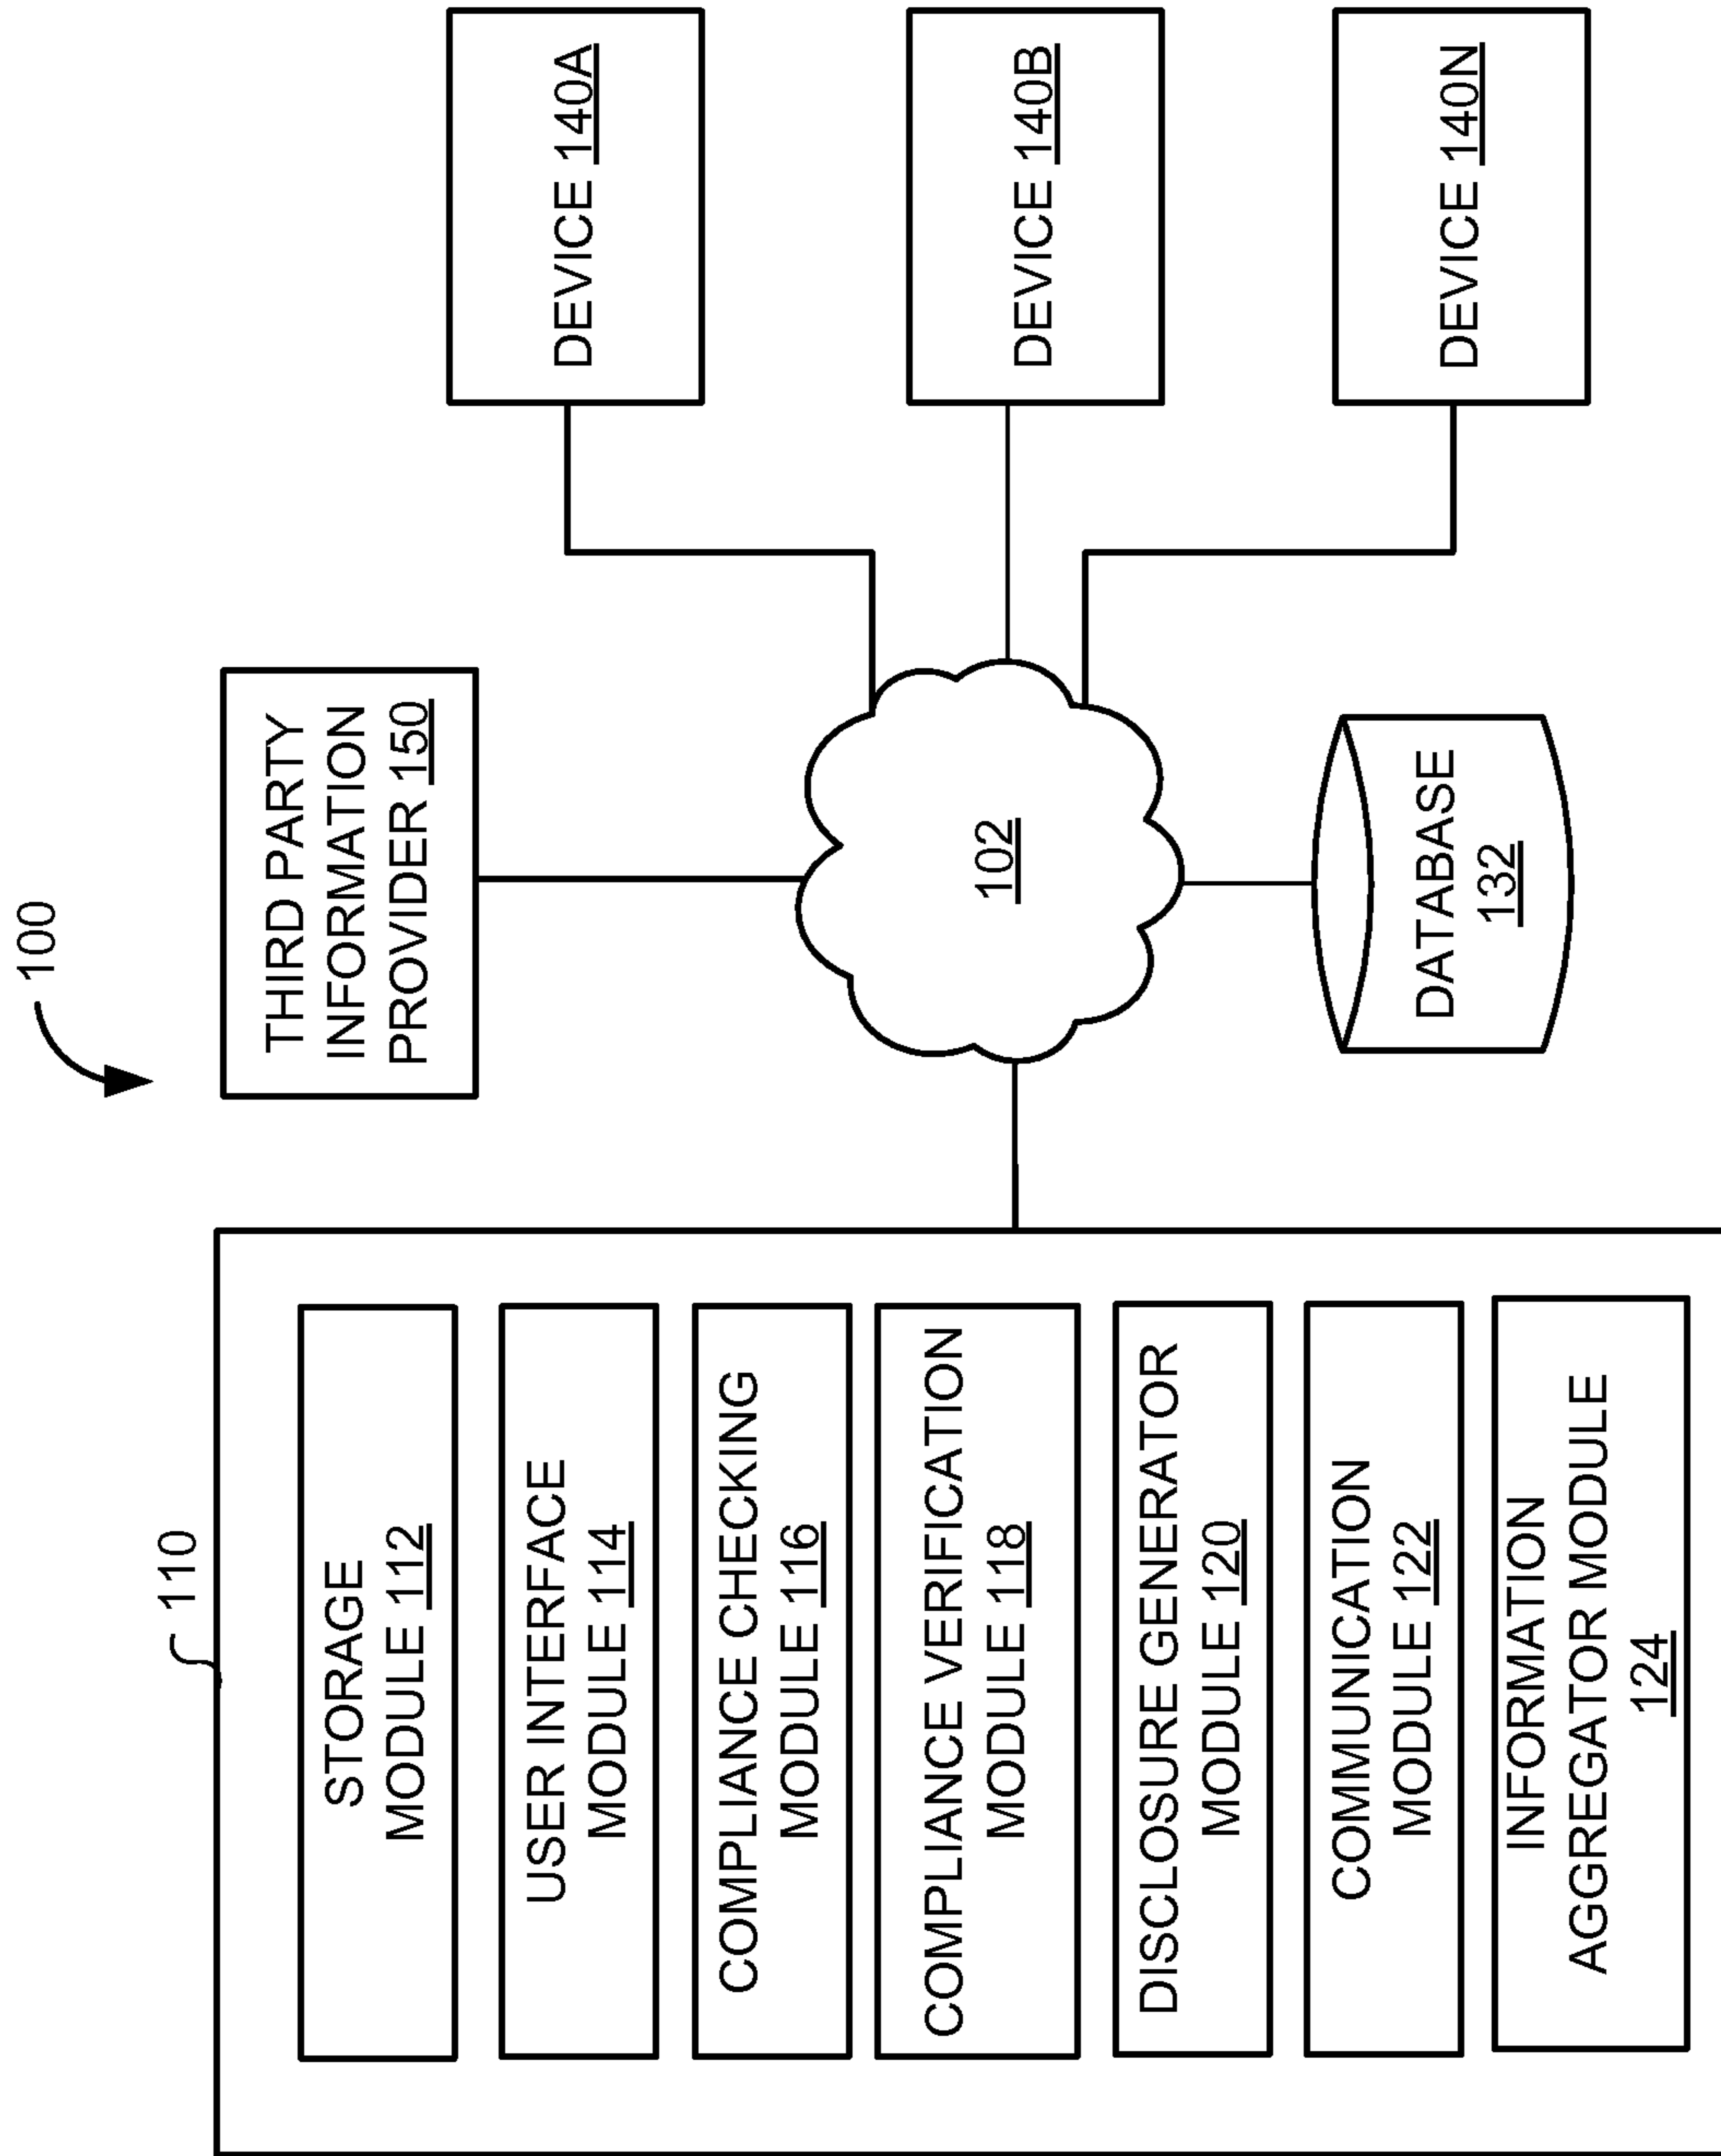 100
110
STORAGE
MODULE 112
USER INTERFACE
MODULE 114
COMPLIANCE CHECKING
MODULE 116
COMPLIANCE VERIFICATION
MODULE 118
DISCLOSURE GENERATOR
MODULE 120
COMMUNICATION
MODULE 122
INFORMATION
AGGREGATOR MODULE
124
THIRD PARTY
INFORMATION
PROVIDER 150
102
DATABASE
132
DEVICE 140A
DEVICE 140B
DEVICE 140N